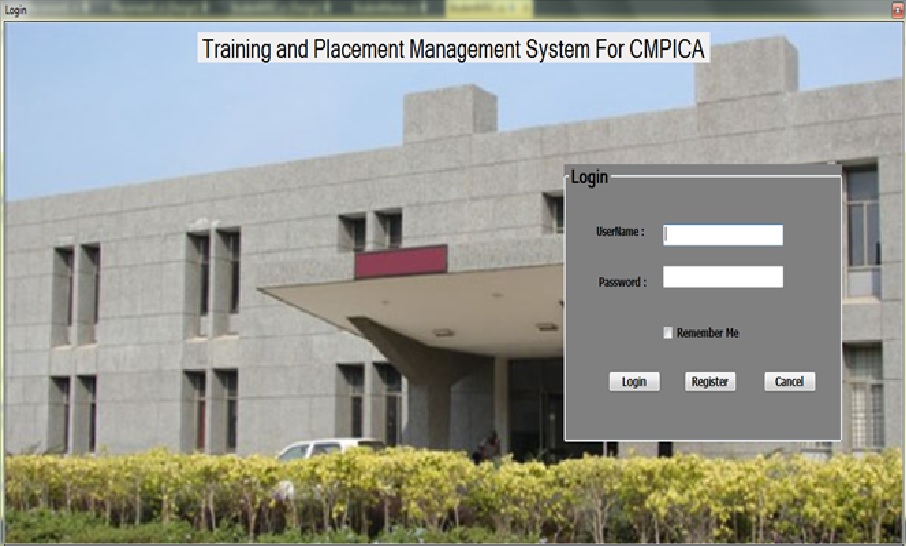 Login
Training and Placement Management System For CMPICA
Login
UserName :
Password :
Remember Me
Login Register Cancel